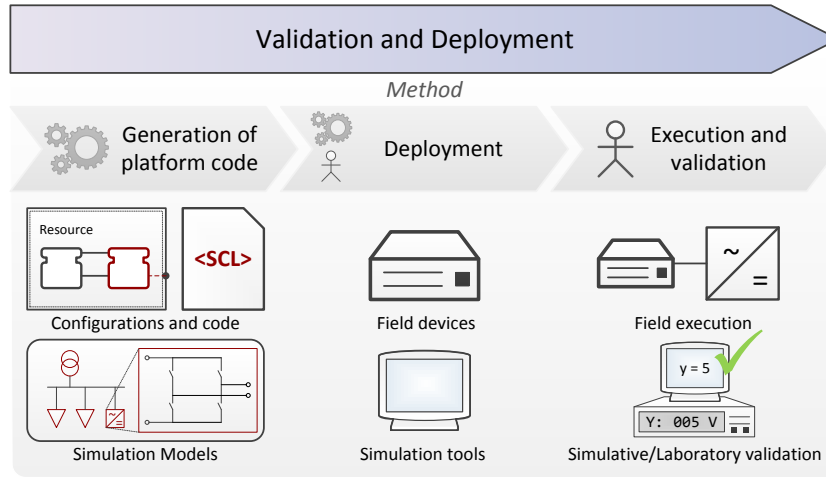 Validation and Deployment
Method
Generation of
platform code
Deployment
Execution and
validation
Resource
<SCL>
Configurations and code
Field devices
~
=
Field execution
~
=
y = 5
Y: 005 V
Simulation Models
Simulation tools
Simulative/Laboratory validation